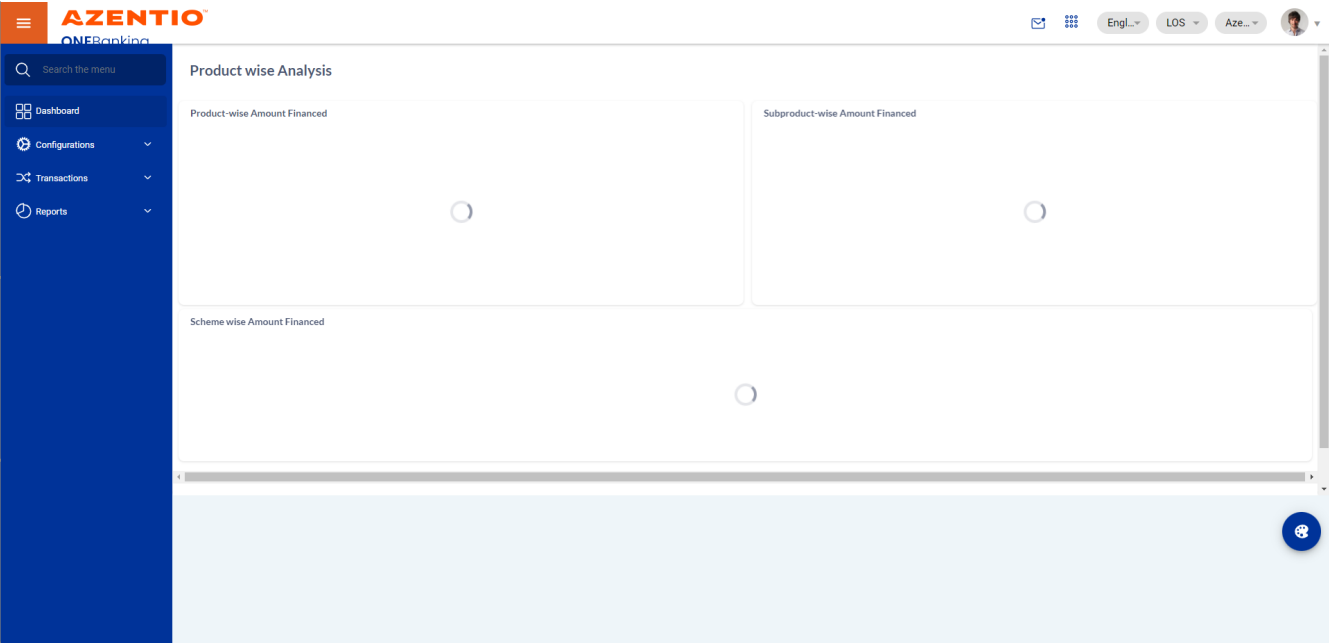 AZENTIO™
ONEBanking
Engl...
LOS
Aze...
Search the menu
Dashboard
Configurations
Transactions
Reports
Product wise Analysis
Product-wise Amount Financed
Subproduct-wise Amount Financed
Scheme wise Amount Financed